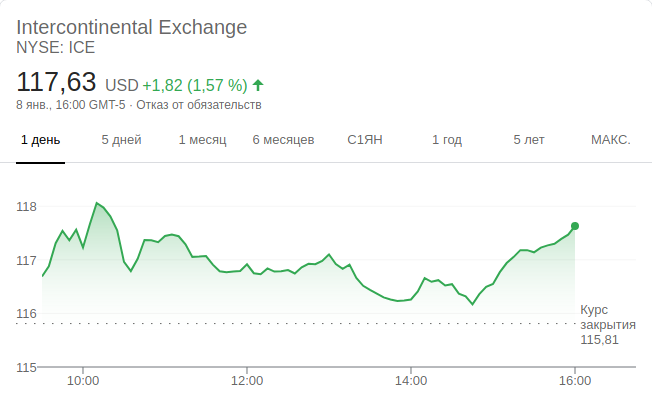 Intercontinental Exchange
NYSE: ICE
117,63 USD +1,82 (1,57 %)
8 янв., 16:00 GMT-5 · Отказ от обязательств
1 день 5 дней 1 месяц 6 месяцев С1ЯН 1 год 5 лет МАКС.
118
117
116
Курс
закрытия
115,81
115
10:00 12:00 14:00 16:00